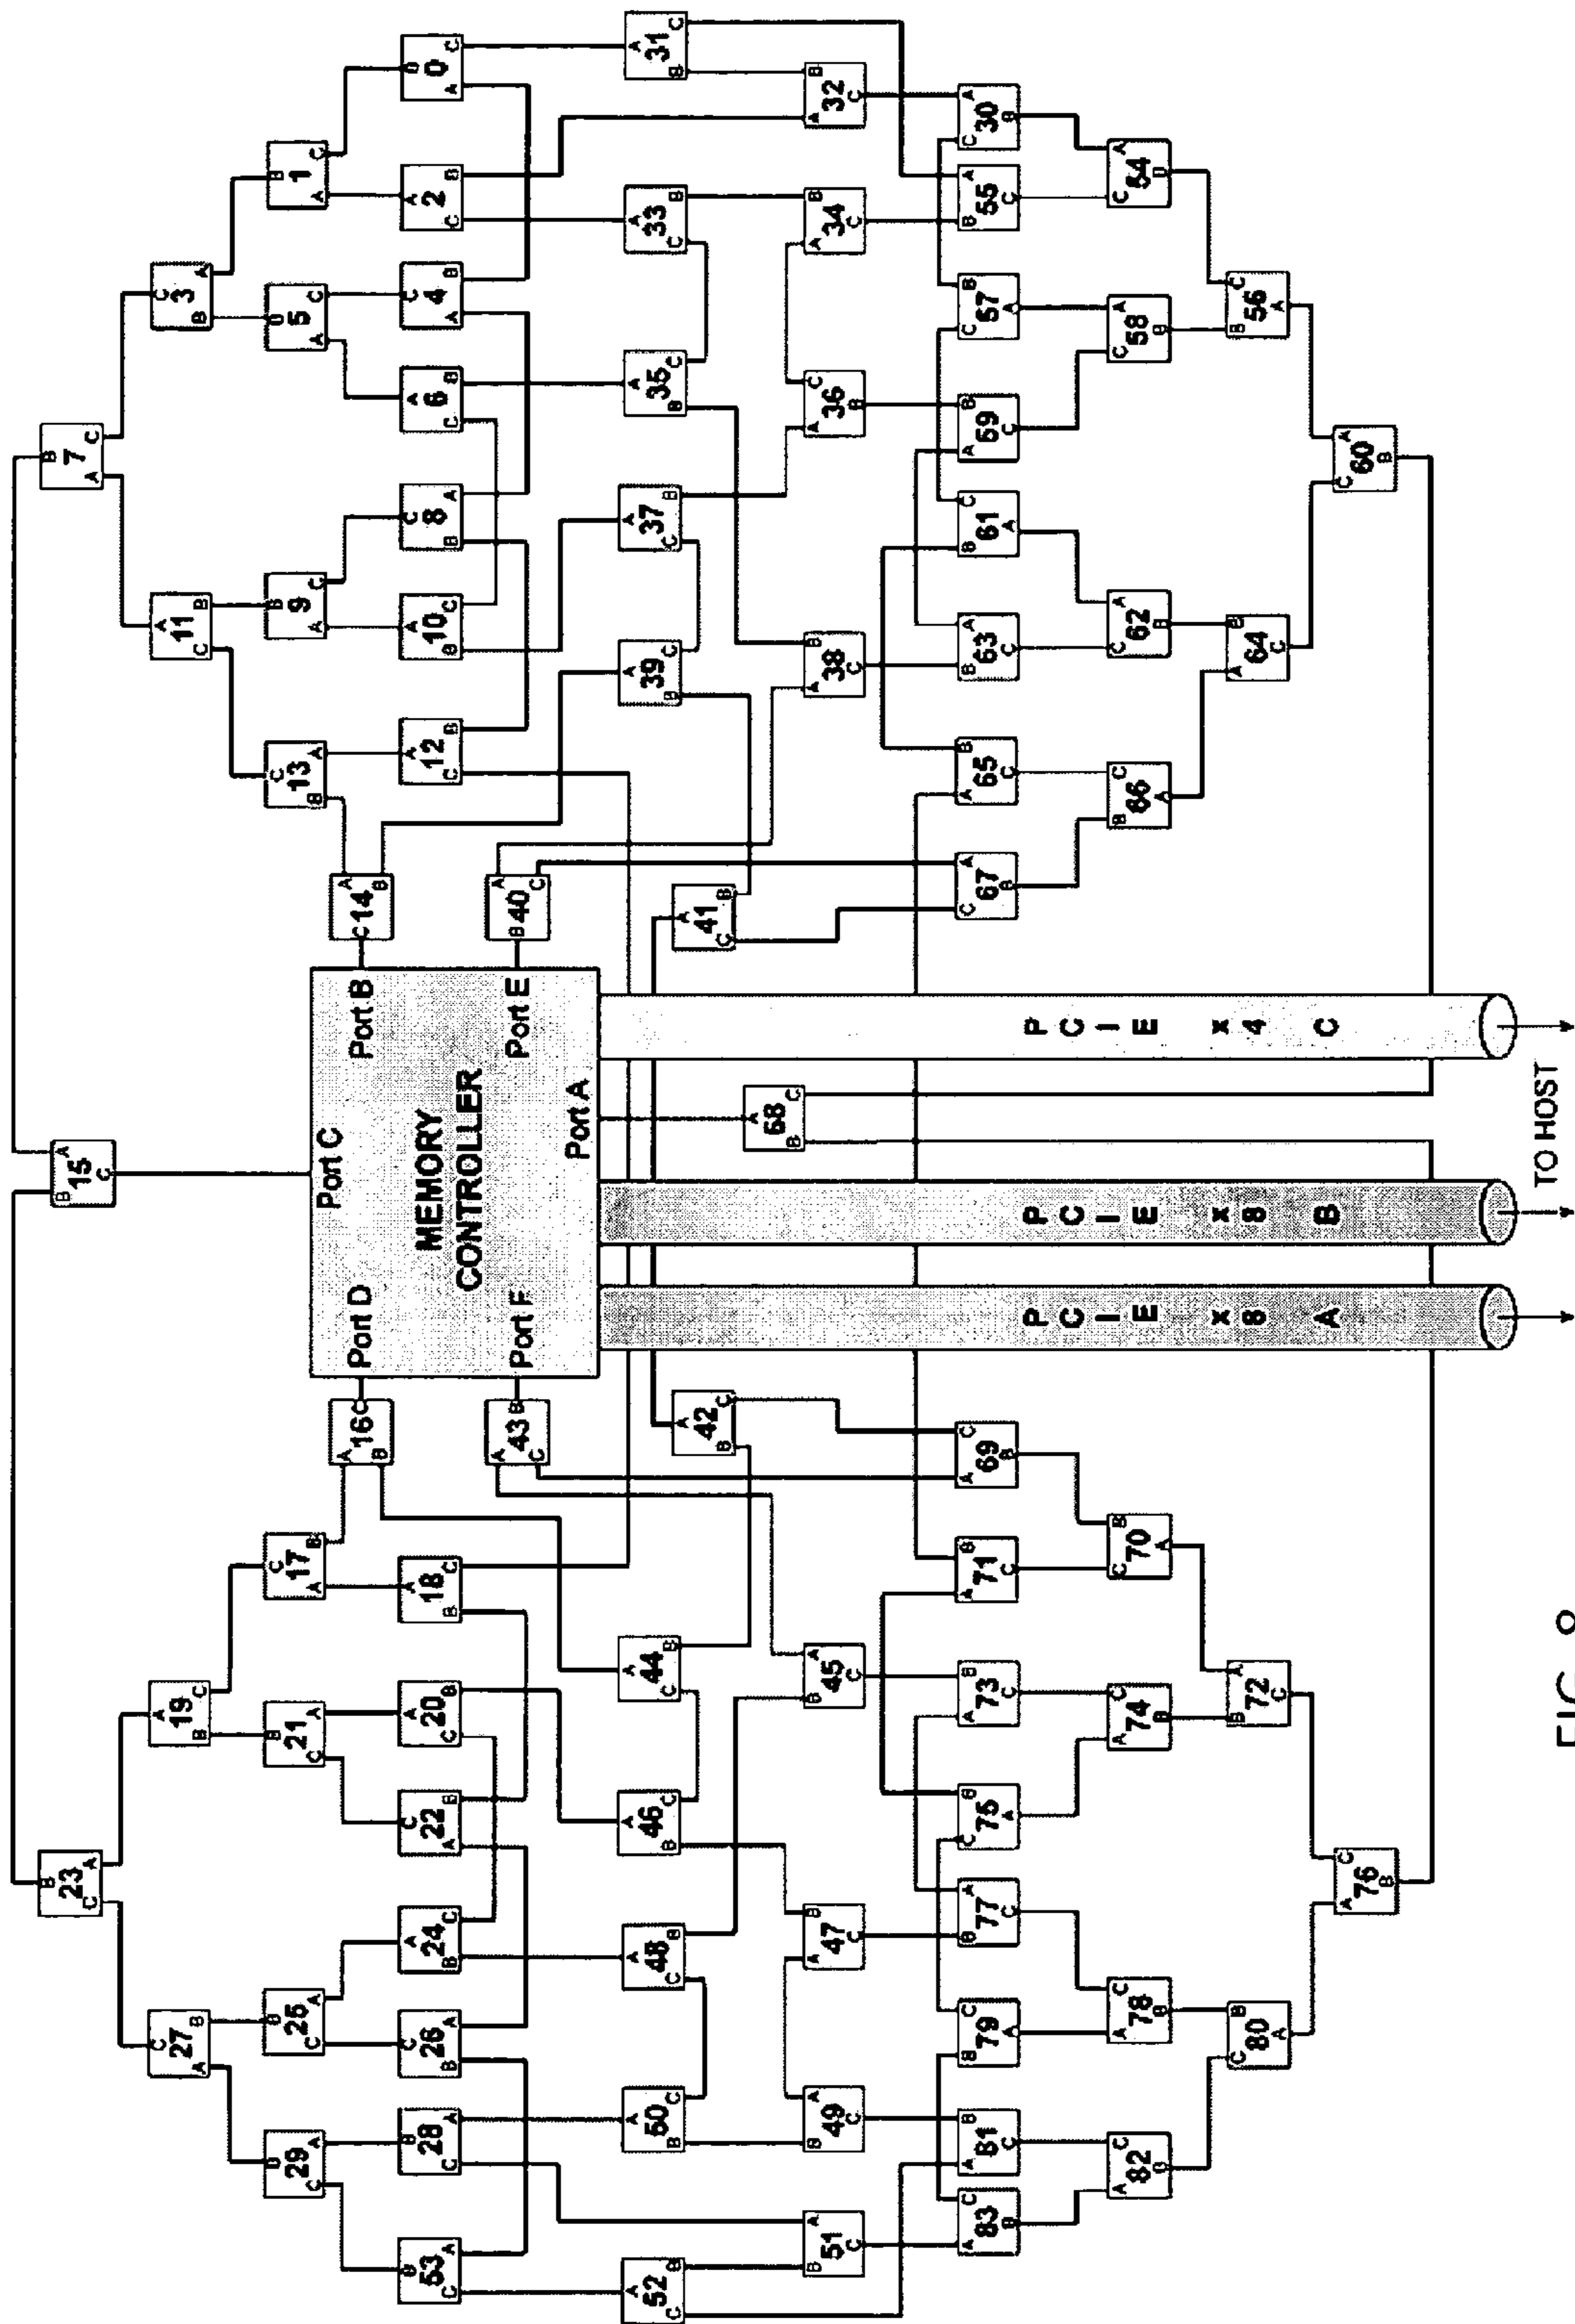 B A
15
C
B B
23 7
C A A C
C A A C
27 19 11 3
A B B C C B B A
B B B C C B B B
29 25 21 17 13 9 5 1
C A C A C A A B B A A C A C A C
Port C
A C 16 Port D Port B C 14 A
B B
MEMORY
CONTROLLER
B B C A C A A A A C A C A B
53 28 26 24 22 20 18 12 10 8 6 4 2 0
C A C A B A B C A B C B B C C B B C B A C B A B C B A C
A B 43 Port F Port E B 40 A
C C
Port A
A A A A A A A A A A A A
52 50 48 46 44 42 41 39 37 35 33 31
C B B C C B B C C B B C C B B C C B B C C B B C
A
68
B C
B A B A A B B A A B A C A B A B
51 49 47 45 38 36 34 32
C C C C C B C C
A C A B B C B A C B A B A B A C C A A B B A B C A B C B B A C A
83 81 79 77 75 73 71 69 67 65 63 61 69 57 55 30
B C A C A C C B B C C A C A C B
A C A C A C C B B C C A C A C A
82 78 74 70 66 62 58 54
B B B A A B B B
C B B A A B B C
80 72 64 56
A C C A
A C C A
76 60
B B
PCIE x8 A
PCIE x8 B
PCIE x4 C
TO HOST
FIG. 8